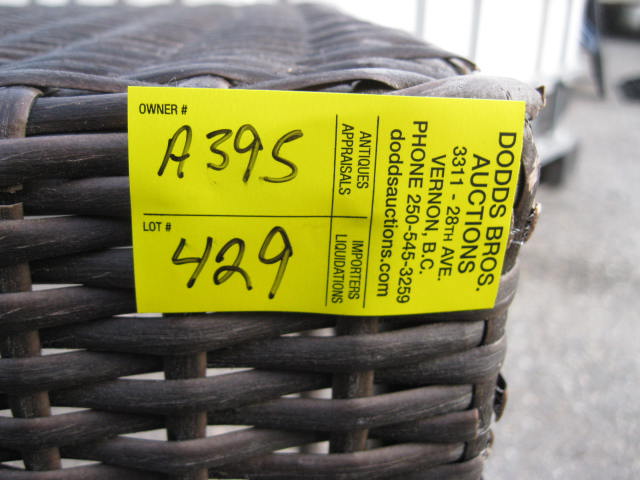 OWNER #
A395
LOT #
429
ANTIQUES
APPRAISALS
IMPORTERS
LIQUIDATIONS
DODDS BROS.
AUCTIONS
3311 - 28TH AVE.
VERNON, B.C.
PHONE 250-545-3259
doddsauctions.com